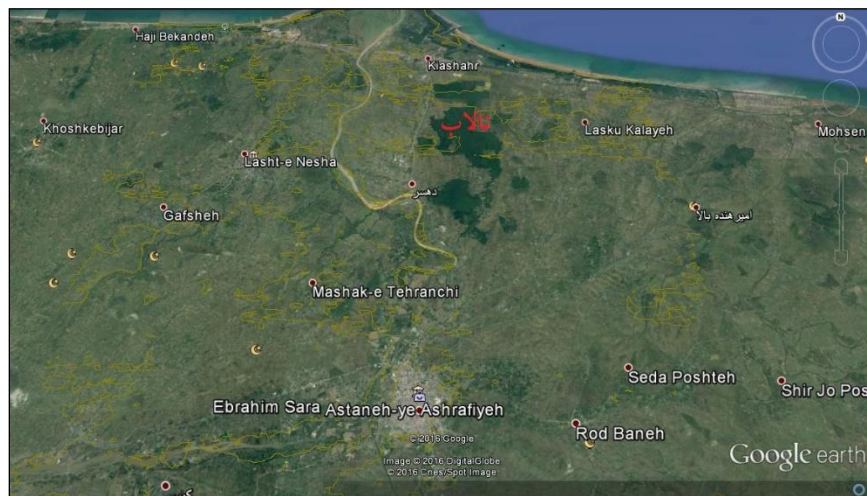 N
Haji Bekandeh
Kiashahr
Khoshkebijar
تالاب
Lasku Kalayeh
Mohsen
Lasht-e Nesha
دهسر
Gafsheh
امیرهنده بالا
Mashak-e Tehranchi
Seda Poshteh
Shir Jo Pos
Ebrahim Sara
Astaneh-ye Ashrafiyeh
Rod Baneh
© 2016 Google
Image © 2016 DigitalGlobe
© 2016 Cnes/Spot Image
Google earth